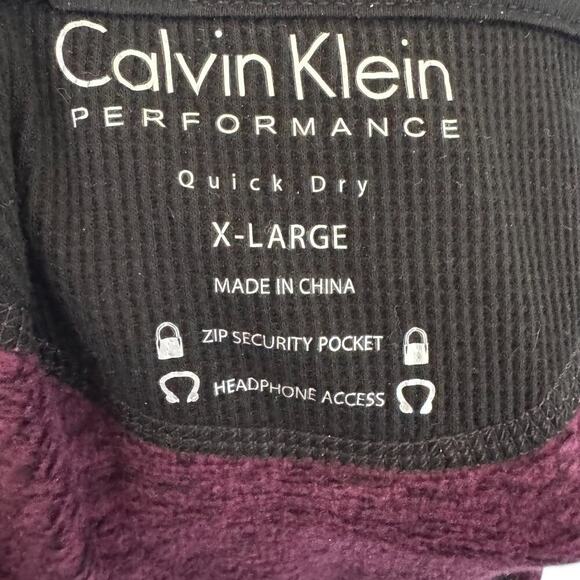 Calvin Klein
PERFORMANCE
Quick Dry
X-LARGE
MADE IN CHINA
ZIP SECURITY POCKET
HEADPHONE ACCESS